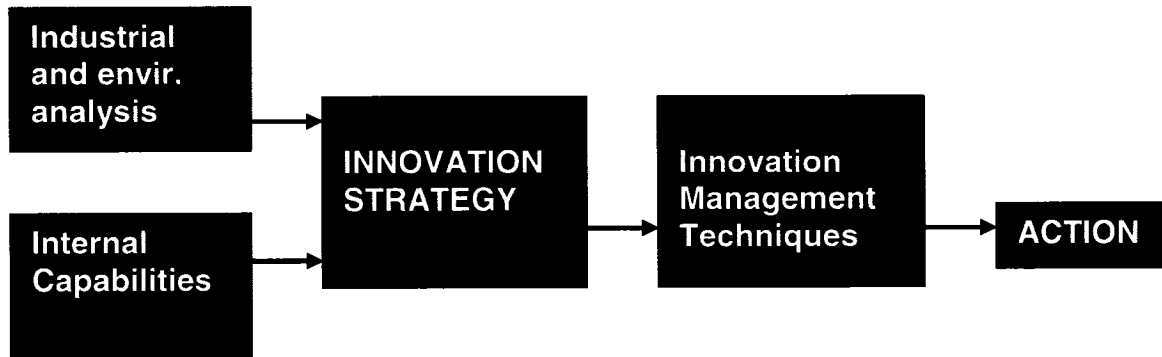 Industrial
and envir.
analysis
Internal
Capabilities
INNOVATION
STRATEGY
Innovation
Management
Techniques
ACTION